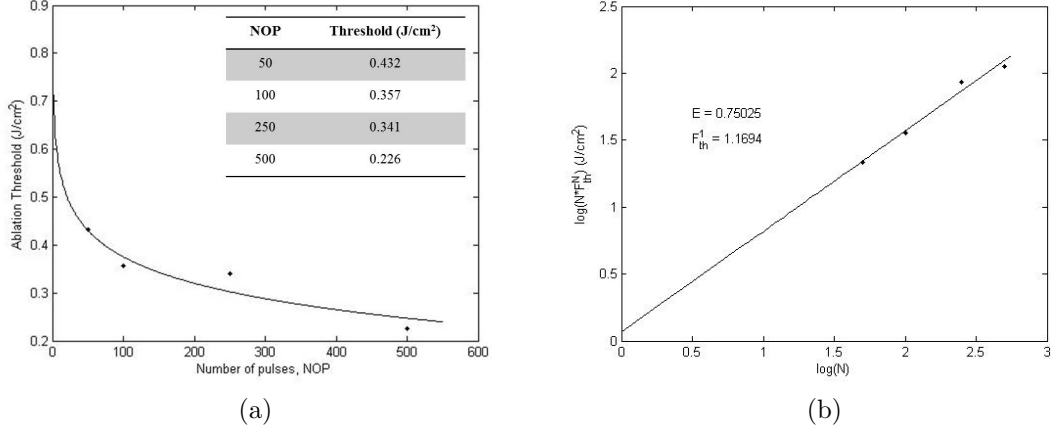 0.9
0.8
0.7
0.6
0.5
0.4
0.3
0.2
Ablation Threshold (J/cm²)
0 100 200 300 400 500 600
Number of pulses, NOP
NOP Threshold (J/cm²)
50 0.432
100 0.357
250 0.341
500 0.226
(a)
2.5
2
1.5
1
0.5
0
log(N*F_th^N) (J/cm²)
E = 0.75025
F_th^1 = 1.1694
0 0.5 1 1.5 2 2.5 3
log(N)
(b)